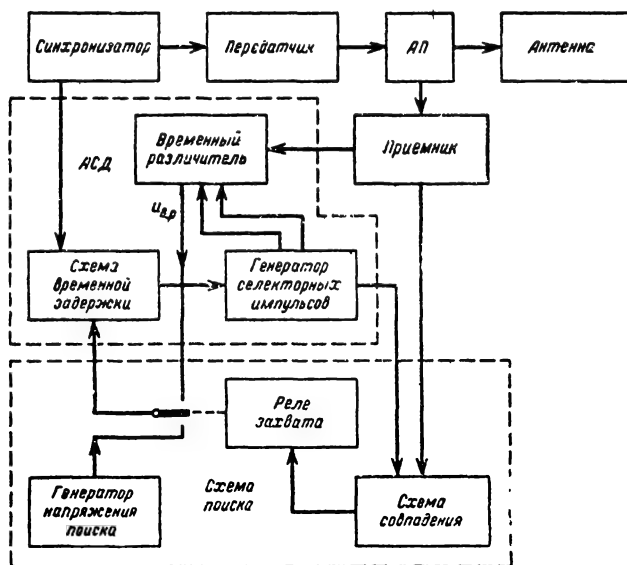 Синхронизатор
Передатчик
АП
Антенна
АСД
Временный
различитель
Приемник
uв.р
Схема
временной
задержки
Генератор
селекторных
импульсов
Реле
захвата
Генератор
напряжения
поиска
Схема
поиска
Схема
совпадения